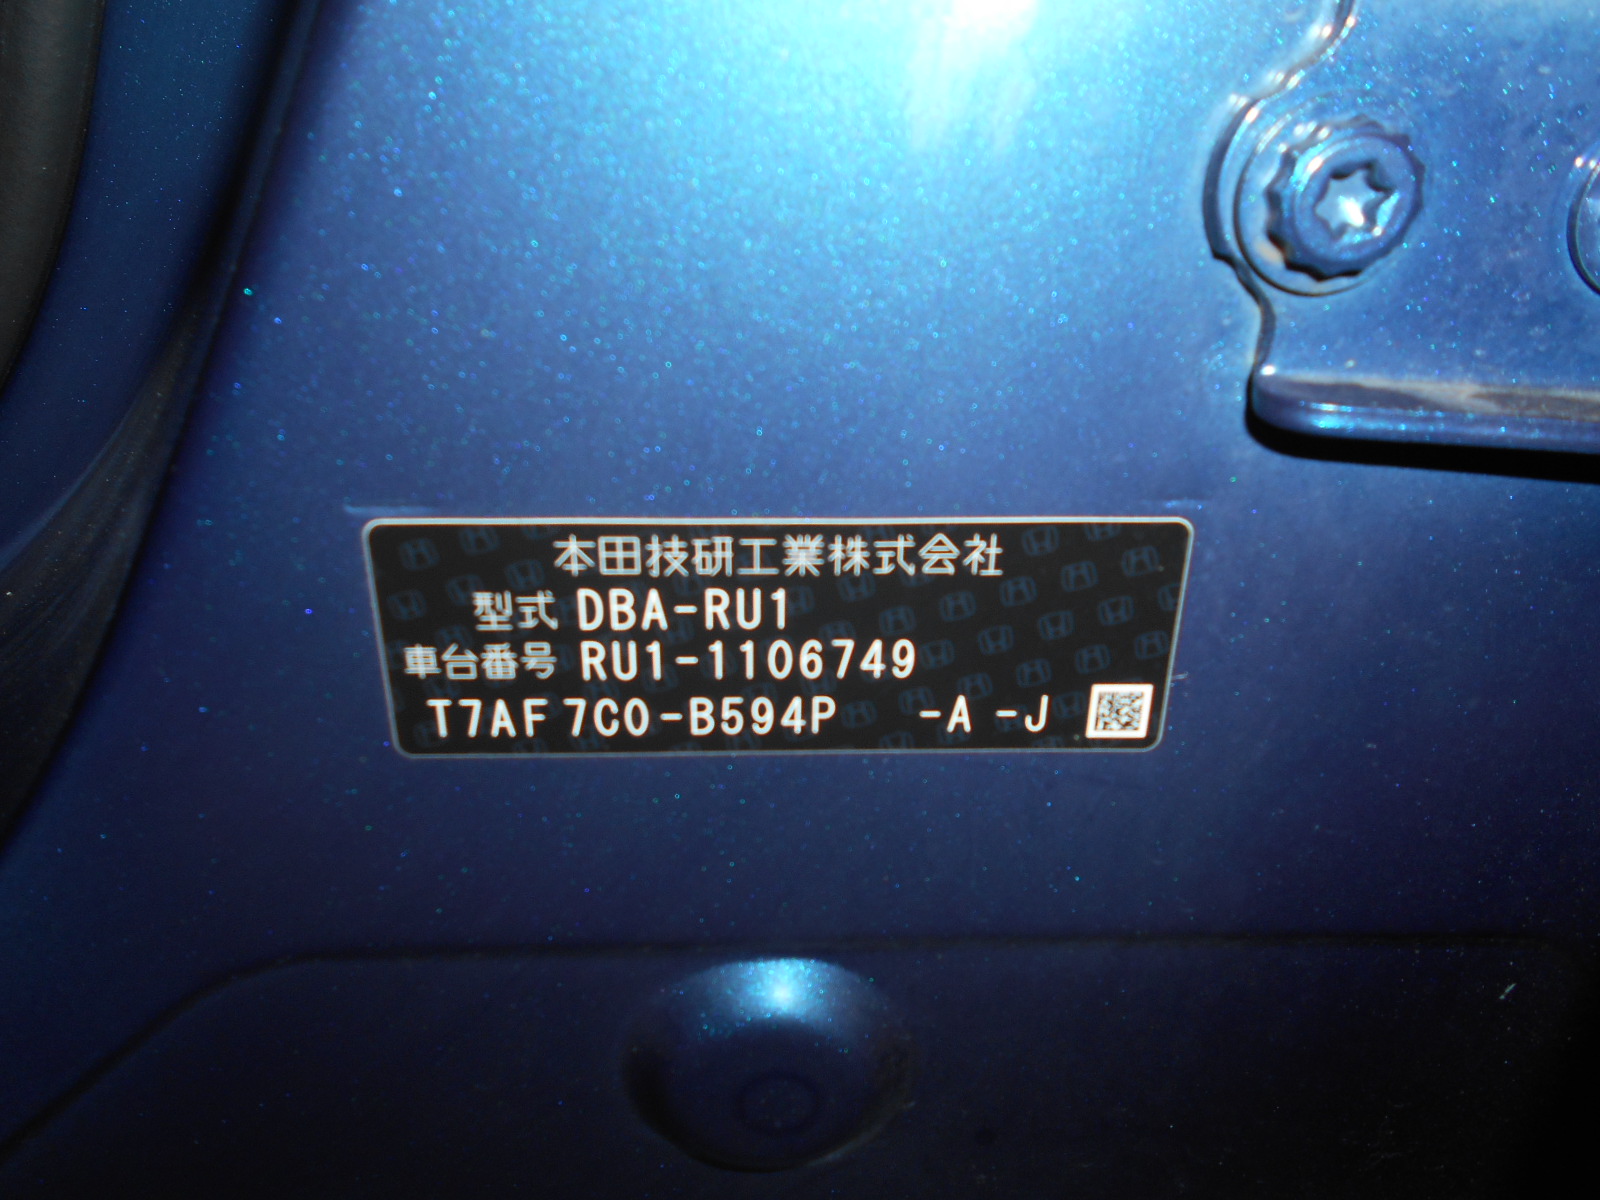 本田技研工業株式会社
型式 DBA-RU1
車台番号 RU1-1106749
T7AF 7C0-B594P -A -J